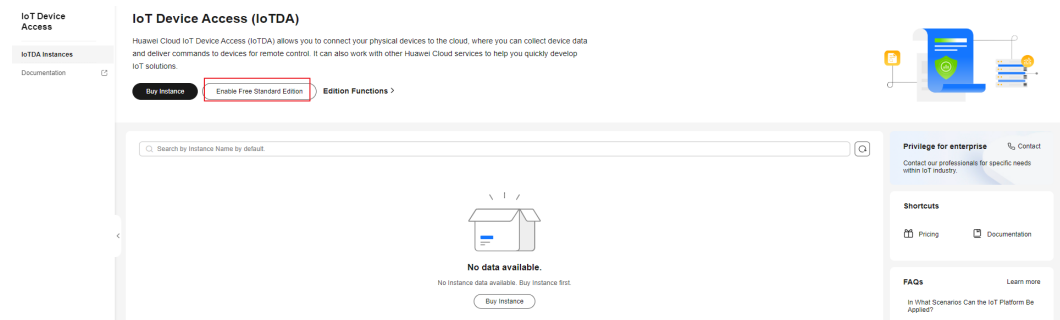 IoT Device
Access
IoTDA Instances
Documentation
IoT Device Access (IoTDA)
Huawei Cloud IoT Device Access (IoTDA) allows you to connect your physical devices to the cloud, where you can collect device data
and deliver commands to devices for remote control. It can also work with other Huawei Cloud services to help you quickly develop
IoT solutions.
Buy Instance
Enable Free Standard Edition
Edition Functions >
Search by Instance Name by default.
No data available.
No instance data available. Buy Instance first.
Buy Instance
Privilege for enterprise
Contact
Contact our professionals for specific needs
within IoT industry.
Shortcuts
Pricing
Documentation
FAQs
Learn more
In What Scenarios Can the IoT Platform Be
Applied?